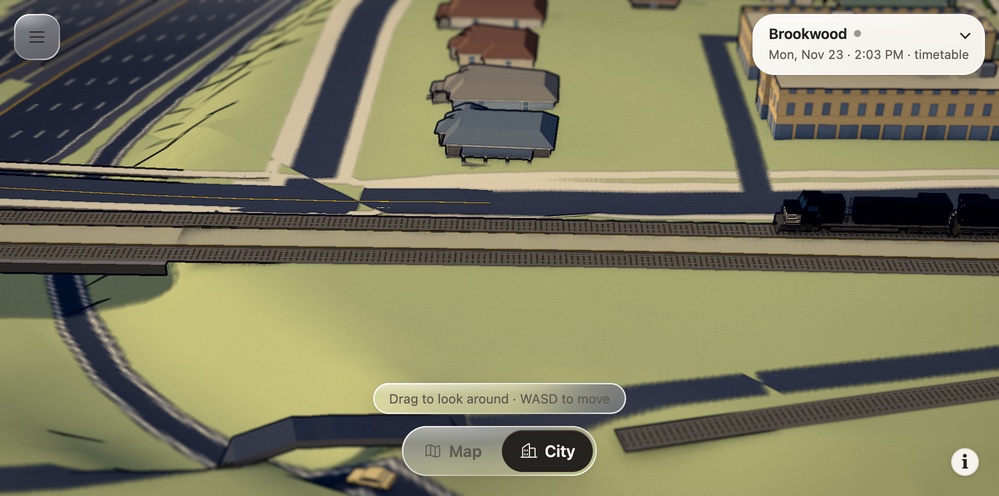 Brookwood
Mon, Nov 23 · 2:03 PM · timetable
Drag to look around · WASD to move
Map
City
i